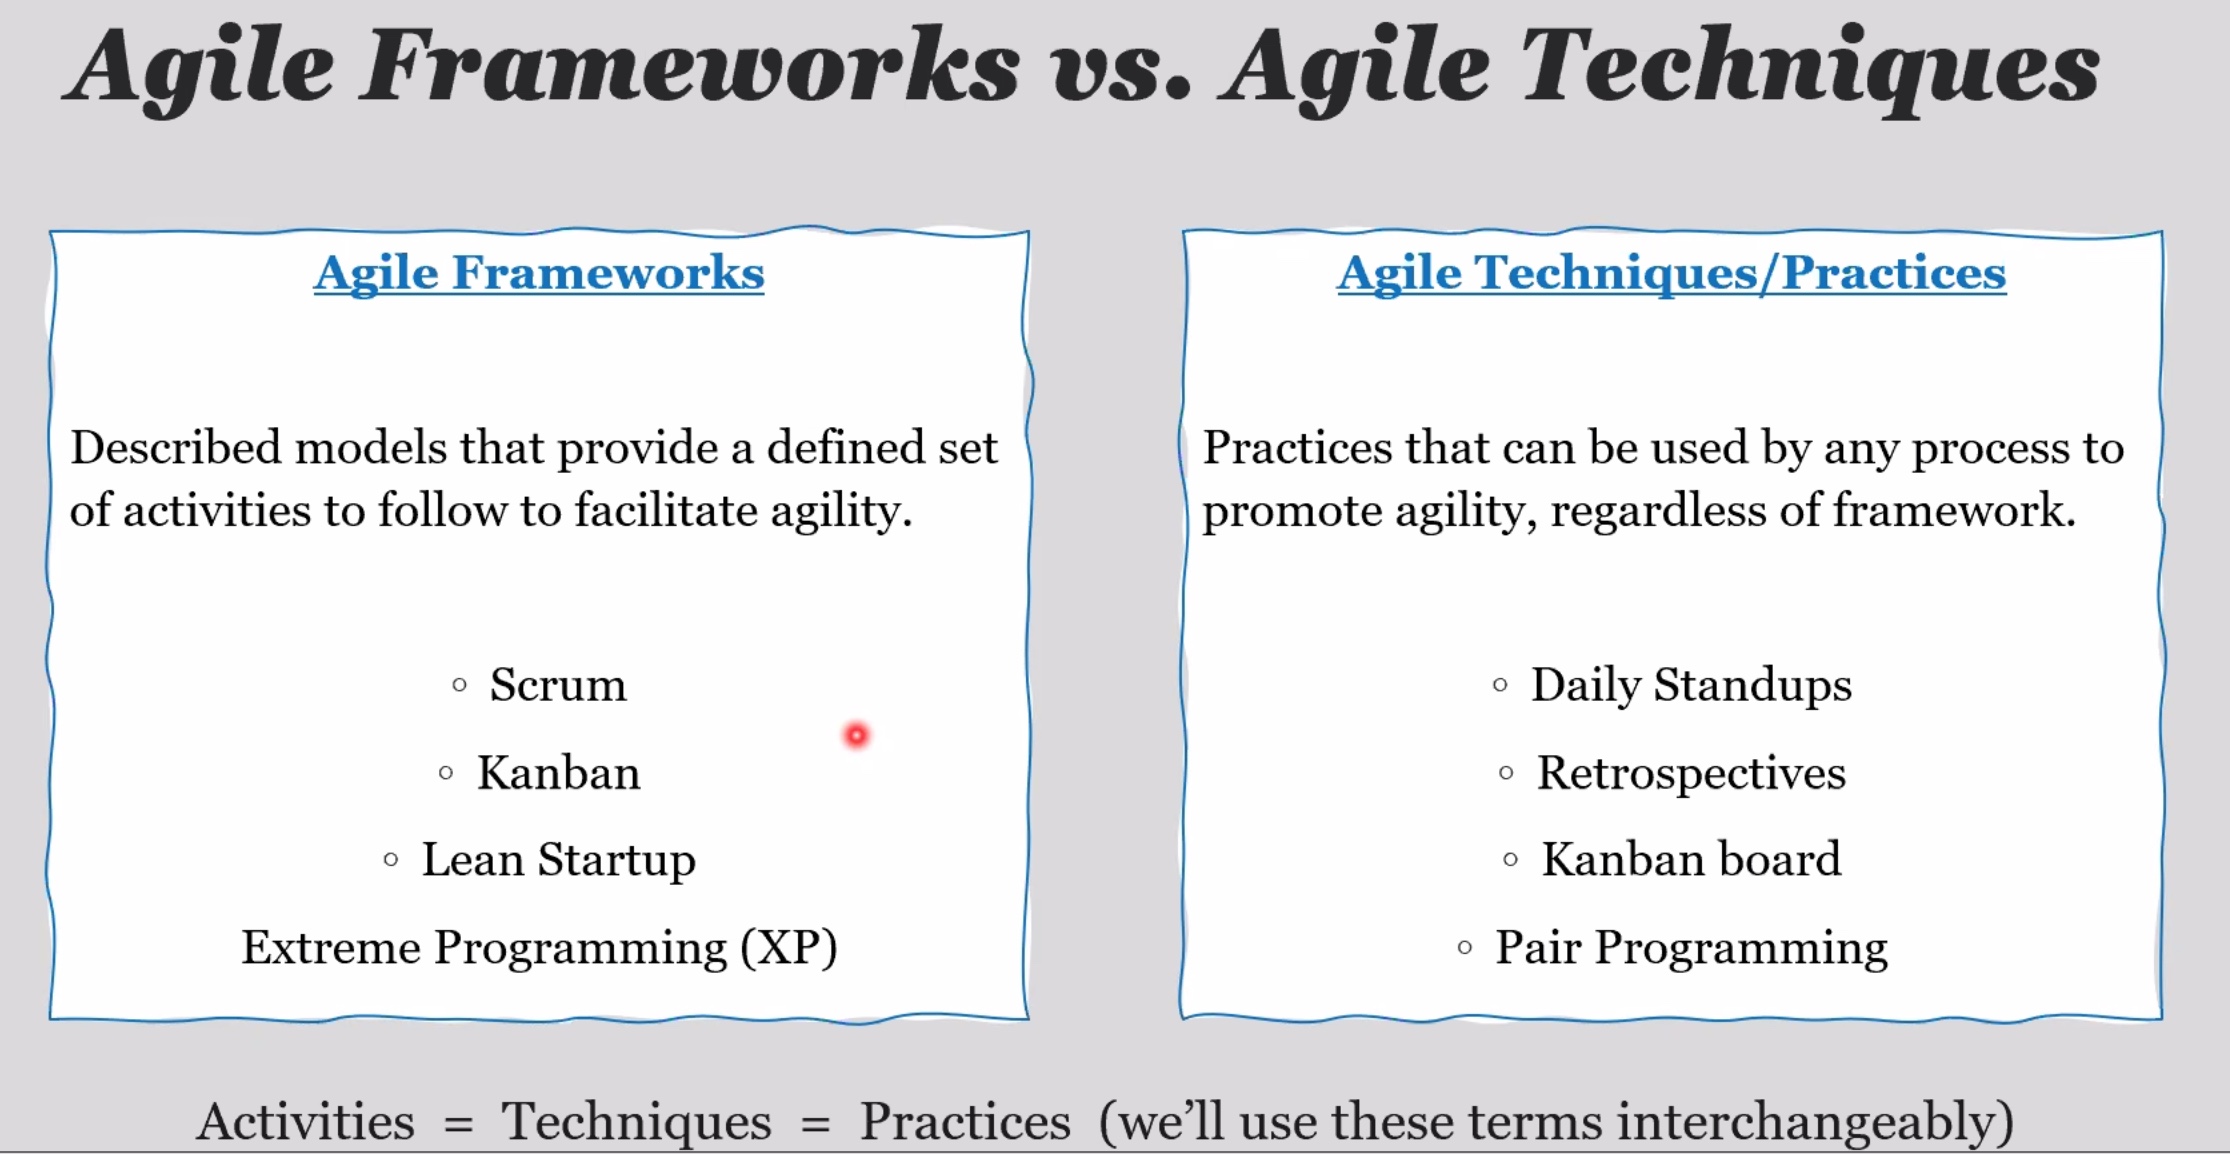 Agile Frameworks vs. Agile Techniques
Agile Frameworks
Described models that provide a defined set
of activities to follow to facilitate agility.
◦ Scrum
◦ Kanban
◦ Lean Startup
Extreme Programming (XP)
Agile Techniques/Practices
Practices that can be used by any process to
promote agility, regardless of framework.
◦ Daily Standups
◦ Retrospectives
◦ Kanban board
◦ Pair Programming
Activities = Techniques = Practices (we’ll use these terms interchangeably)